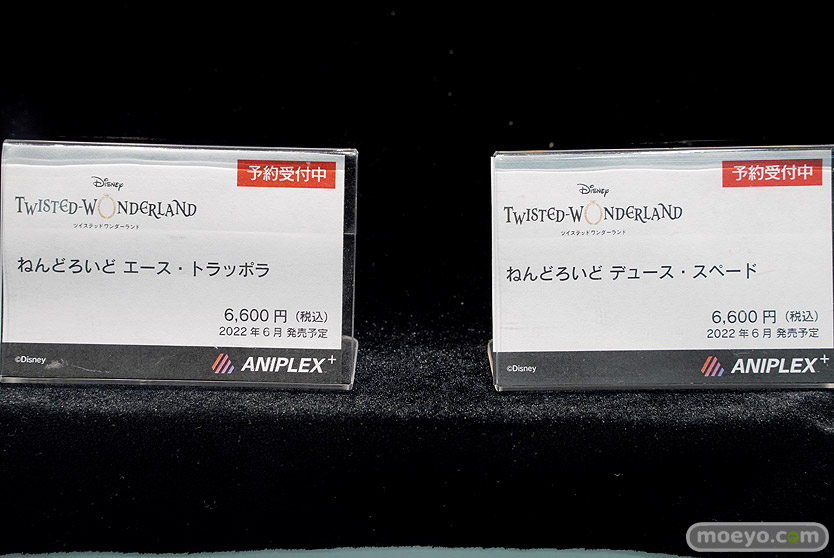 予約受付中
Disney
TWISTED-WONDERLAND
ツイステッドワンダーランド
ねんどろいど エース・トラッポラ
6,600円（税込）
2022年6月 発売予定
©Disney
ANIPLEX+
予約受付中
Disney
TWISTED-WONDERLAND
ツイステッドワンダーランド
ねんどろいど デュース・スペード
6,600円（税込）
2022年6月 発売予定
©Disney
ANIPLEX+
moeyo.com